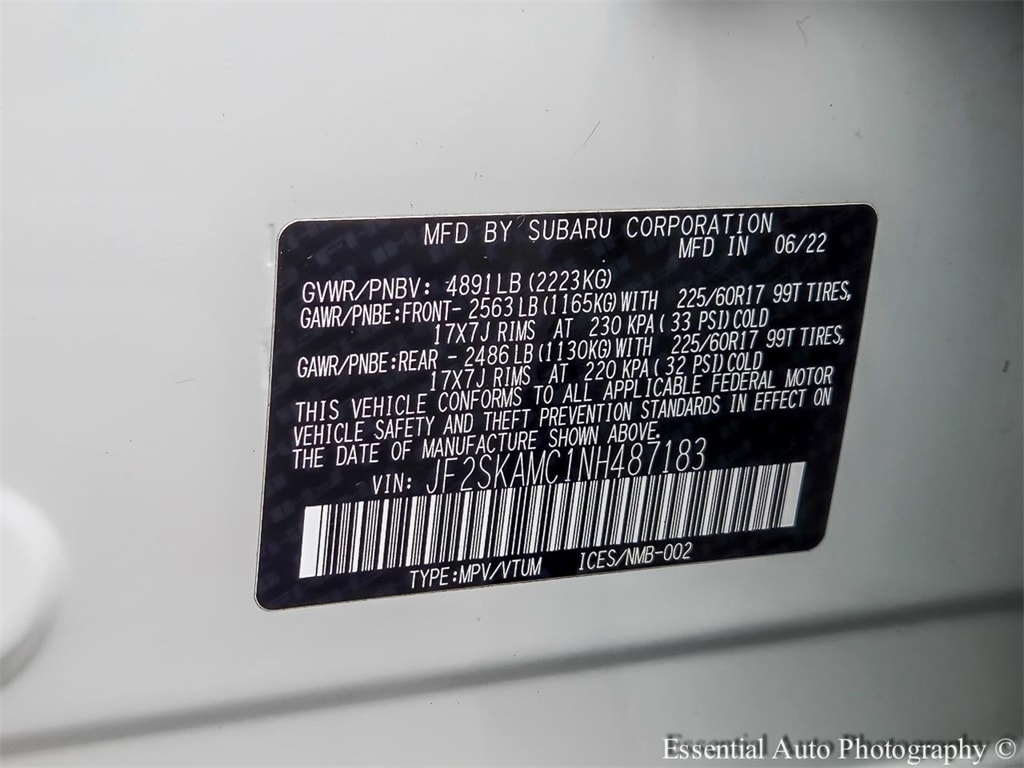 MFD BY SUBARU CORPORATION
MFD IN 06/22
GVWR/PNBV: 4891LB (2223KG)
GAWR/PNBE:FRONT- 2563LB (1165KG) WITH 225/60R17 99T TIRES,
17X7J RIMS AT 230 KPA ( 33 PSI) COLD
GAWR/PNBE:REAR - 2486LB (1130KG) WITH 225/60R17 99T TIRES,
17X7J RIMS AT 220 KPA ( 32 PSI) COLD
THIS VEHICLE CONFORMS TO ALL APPLICABLE FEDERAL MOTOR
VEHICLE SAFETY AND THEFT PREVENTION STANDARDS IN EFFECT ON
THE DATE OF MANUFACTURE SHOWN ABOVE.
VIN: JF2SKAMC1NH487183
TYPE:MPV/VTUM ICES/NMB-002
Essential Auto Photography ©